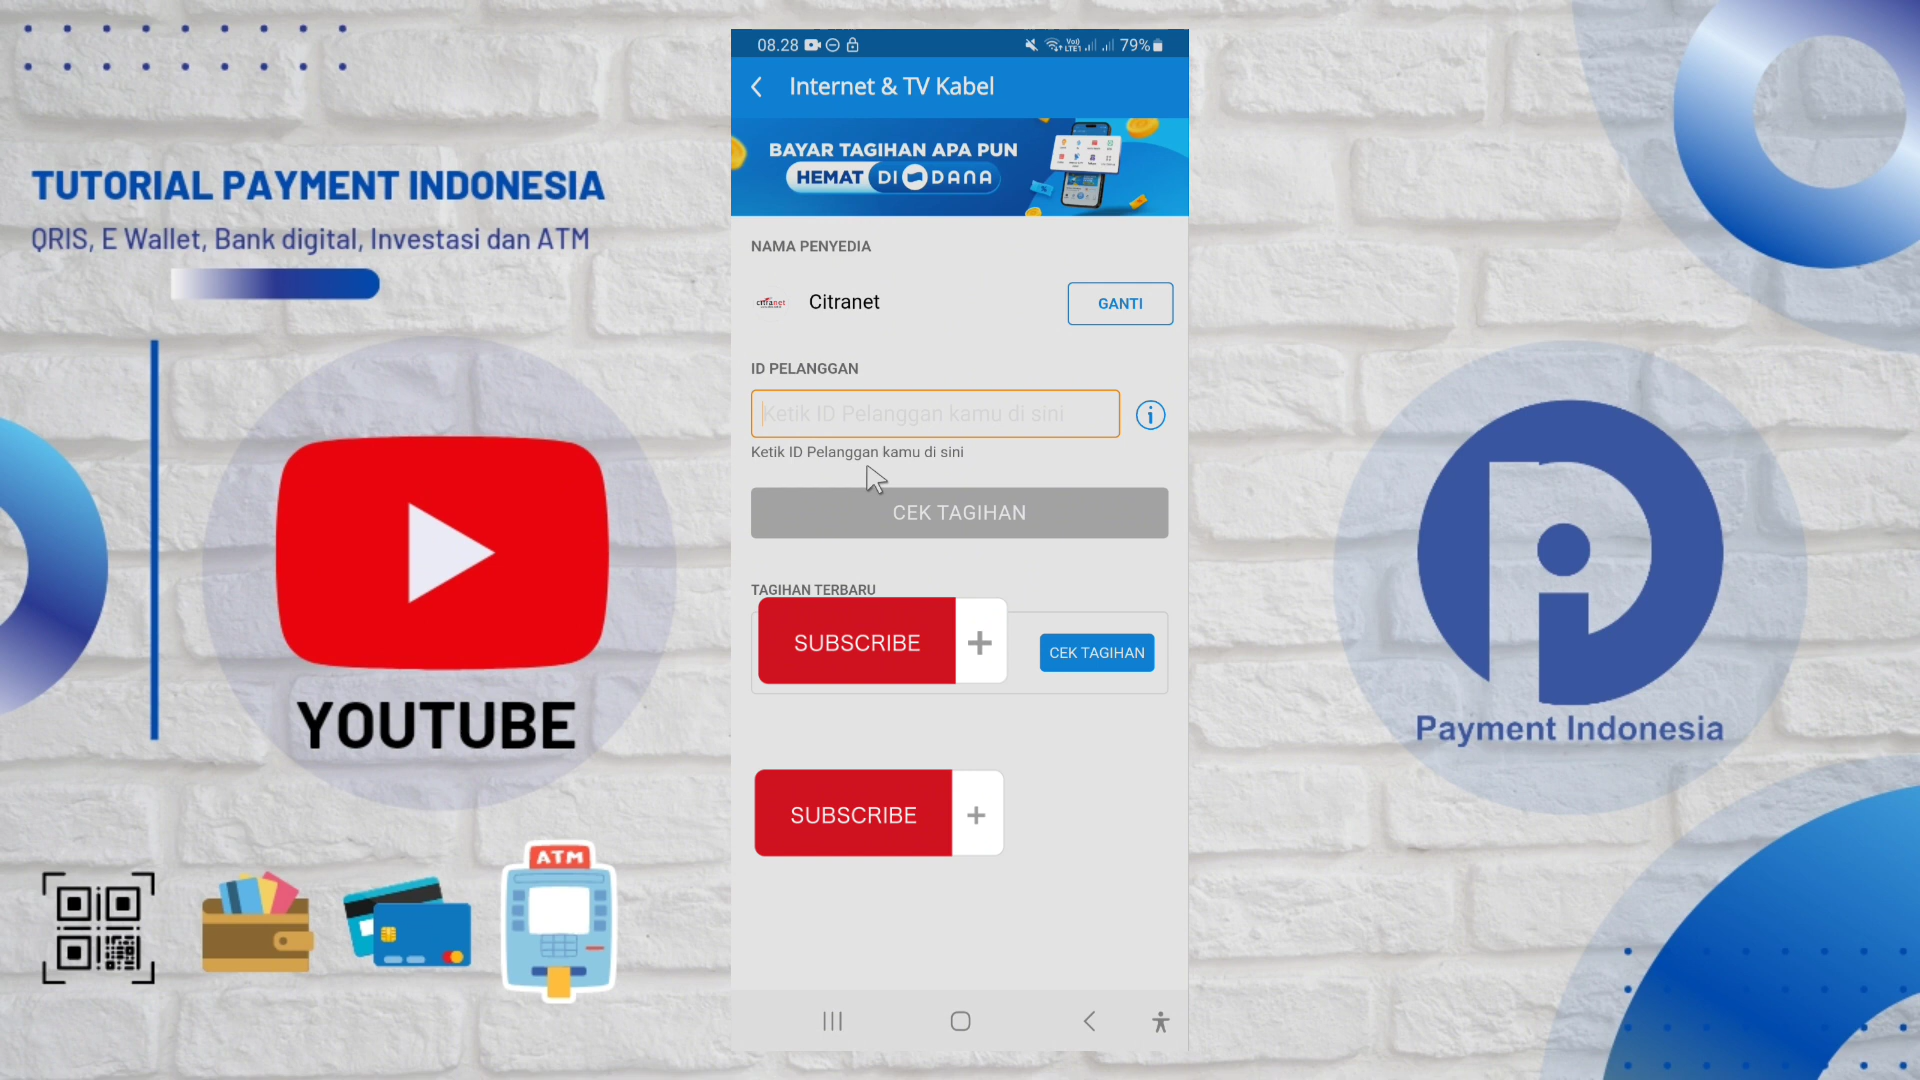 TUTORIAL PAYMENT INDONESIA
QRIS, E Wallet, Bank digital, Investasi dan ATM
YOUTUBE
ATM
08.28
79%
Internet & TV Kabel
BAYAR TAGIHAN APA PUN
HEMAT DI DANA
NAMA PENYEDIA
citranet
Citranet
GANTI
ID PELANGGAN
Ketik ID Pelanggan kamu di sini
Ketik ID Pelanggan kamu di sini
CEK TAGIHAN
TAGIHAN TERBARU
SUBSCRIBE
CEK TAGIHAN
SUBSCRIBE
Payment Indonesia